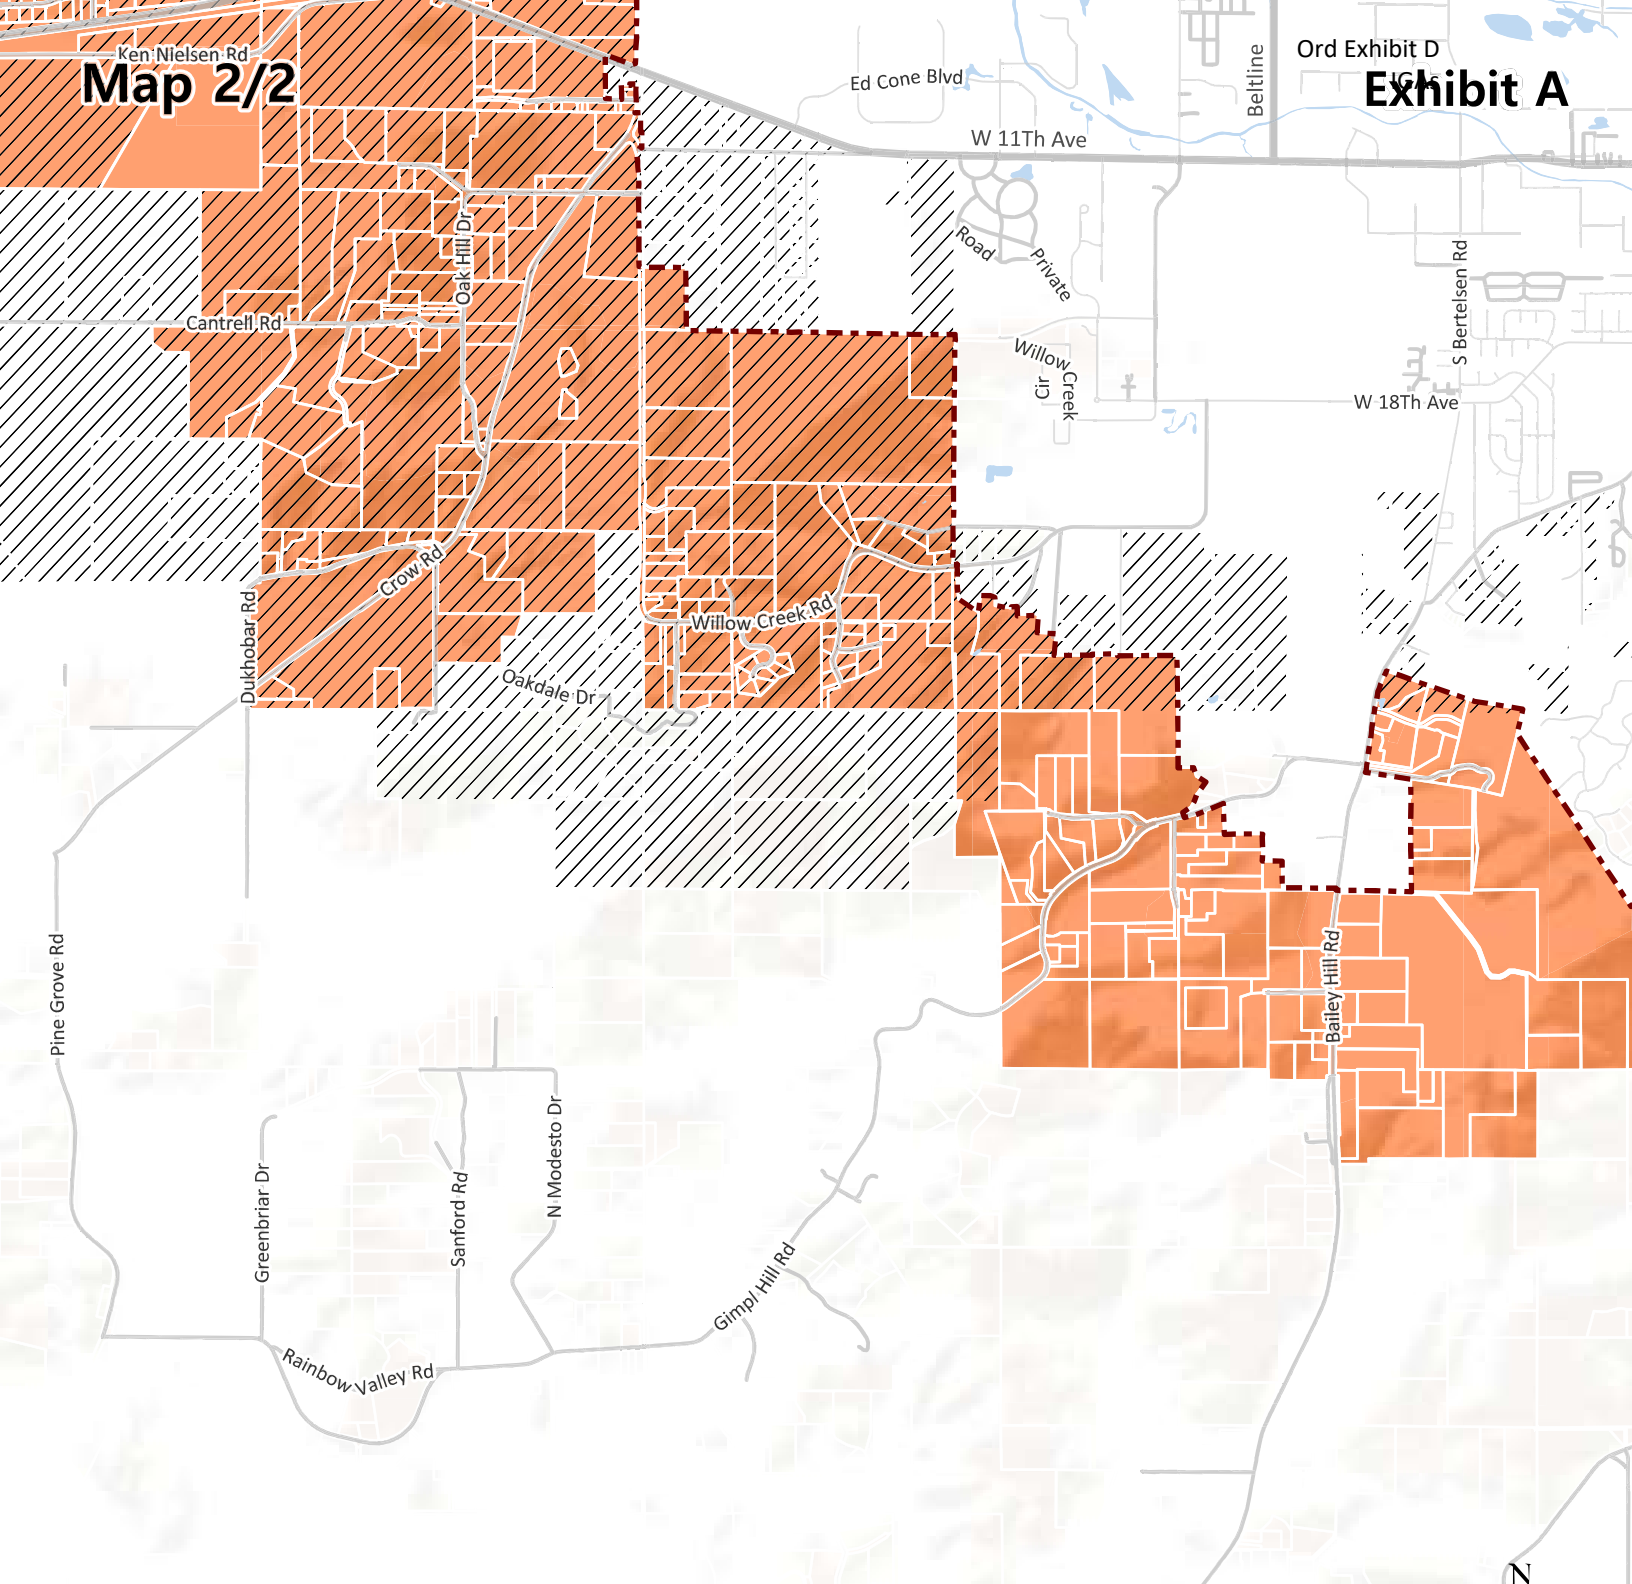 Ord Exhibit D
IGAs
Exhibit A
Map 2/2
Ken Nielsen Rd
Ed Cone Blvd
Beltline
W 11Th Ave
Oak Hill Dr
Road
Private
S Bertelsen Rd
Cantrell Rd
Willow Creek
Cir
W 18Th Ave
Crow Rd
Dukhobar Rd
Willow Creek Rd
Oakdale Dr
Pine Grove Rd
Bailey Hill Rd
Greenbriar Dr
Sanford Rd
N Modesto Dr
Gimpl Hill Rd
Rainbow Valley Rd
N